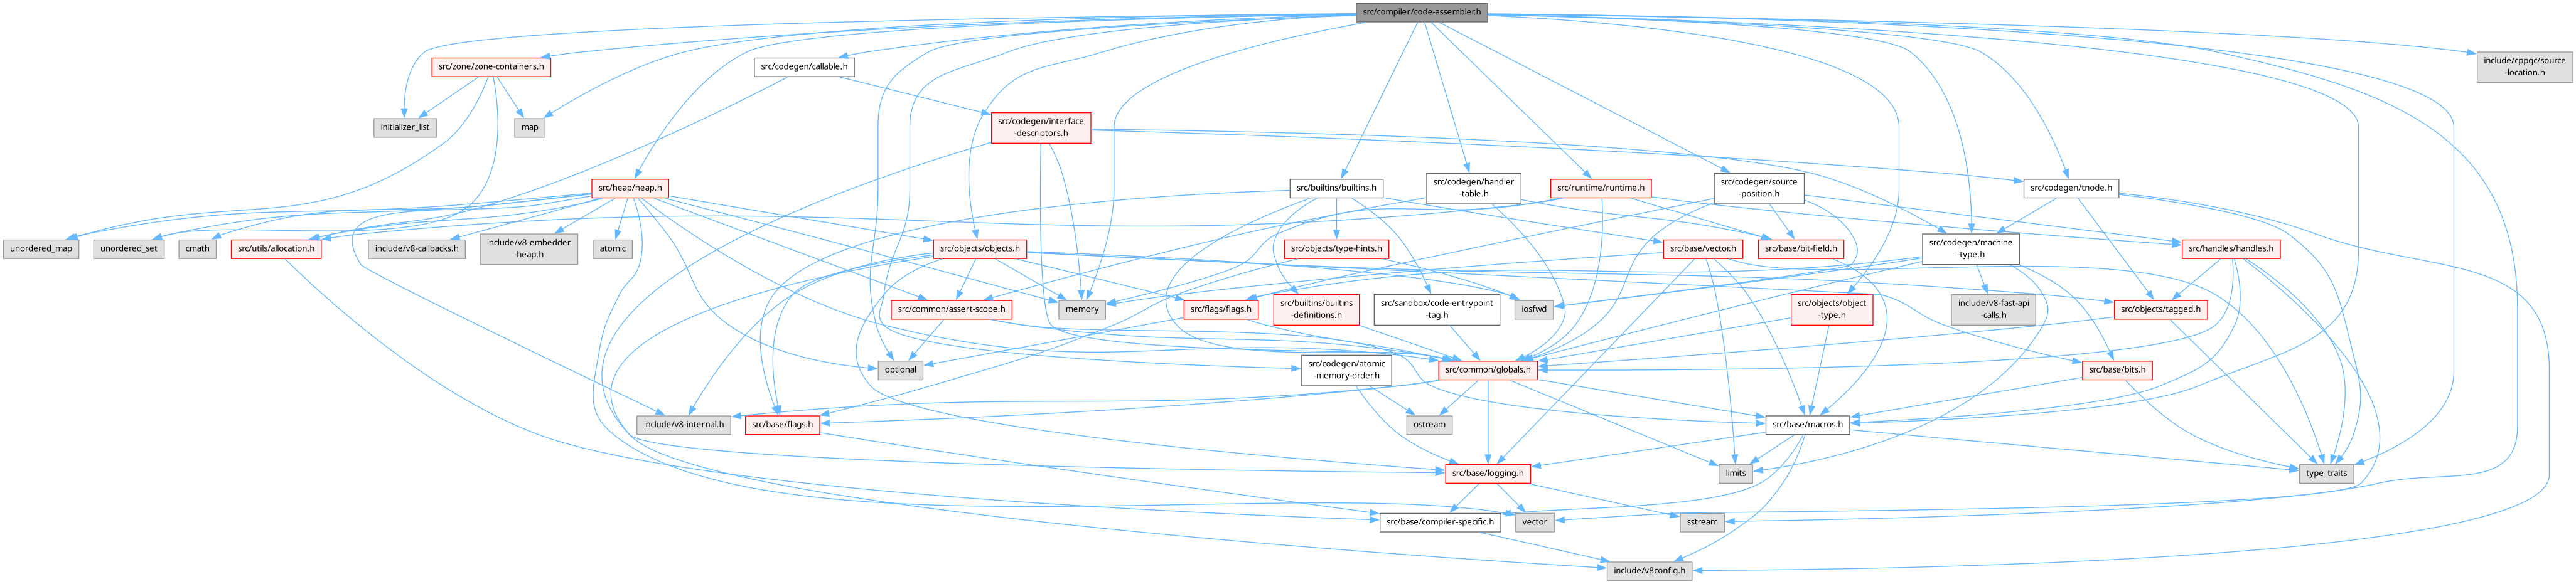 src/compiler/code-assembler.h
src/zone/zone-containers.h
src/codegen/callable.h
include/cppgc/source
-location.h
initializer_list
map
src/codegen/interface
-descriptors.h
src/heap/heap.h
src/builtins/builtins.h
src/codegen/handler
-table.h
src/runtime/runtime.h
src/codegen/source
-position.h
src/codegen/tnode.h
unordered_map
unordered_set
cmath
src/utils/allocation.h
include/v8-callbacks.h
include/v8-embedder
-heap.h
atomic
src/objects/objects.h
src/objects/type-hints.h
src/base/vector.h
src/base/bit-field.h
src/codegen/machine
-type.h
src/handles/handles.h
src/common/assert-scope.h
memory
src/flags/flags.h
src/builtins/builtins
-definitions.h
src/sandbox/code-entrypoint
-tag.h
iosfwd
src/objects/object
-type.h
include/v8-fast-api
-calls.h
src/objects/tagged.h
optional
src/codegen/atomic
-memory-order.h
src/common/globals.h
src/base/bits.h
include/v8-internal.h
src/base/flags.h
ostream
src/base/macros.h
src/base/logging.h
limits
type_traits
src/base/compiler-specific.h
vector
sstream
include/v8config.h